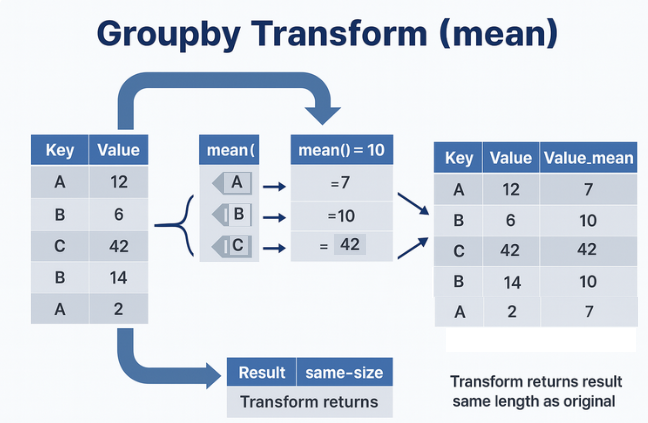 Groupby Transform (mean)
Key Value
A 12
B 6
C 42
B 14
A 2
mean(
A
B
C
mean() = 10
=7
=10
= 42
Key Value Value_mean
A 12 7
B 6 10
C 42 42
B 14 10
A 2 7
Result same-size
Transform returns
Transform returns result
same length as original